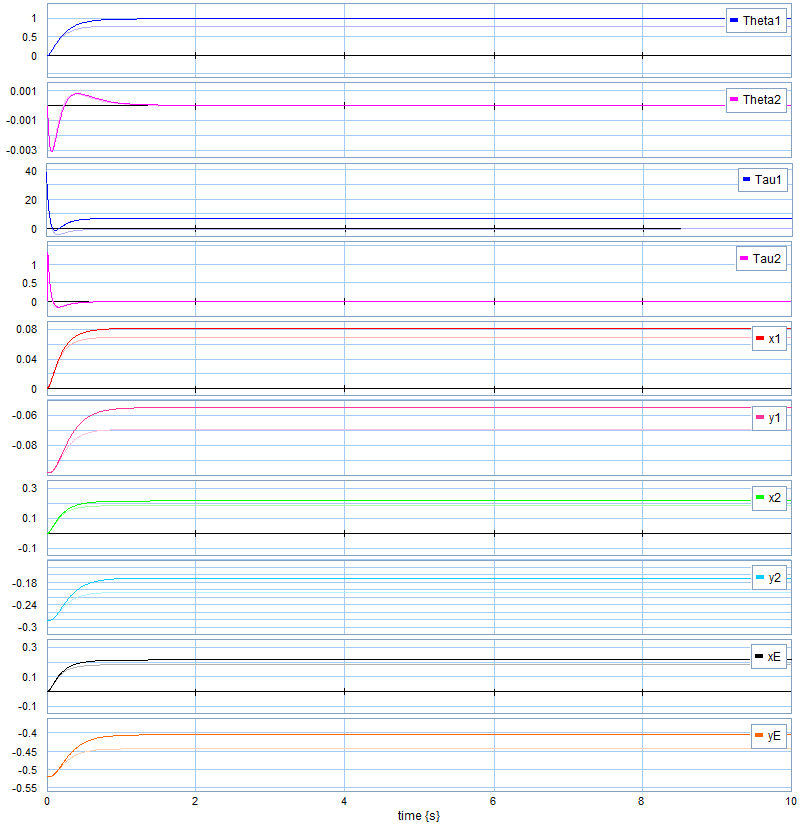 1
0.5
0
Theta1
0.001
-0.001
-0.003
Theta2
40
20
0
Tau1
1
0.5
0
Tau2
0.08
0.04
0
x1
-0.06
-0.08
y1
0.3
0.1
-0.1
x2
-0.18
-0.24
-0.3
y2
0.3
0.1
-0.1
xE
-0.4
-0.45
-0.5
-0.55
yE
0 2 4 6 8 10
time {s}